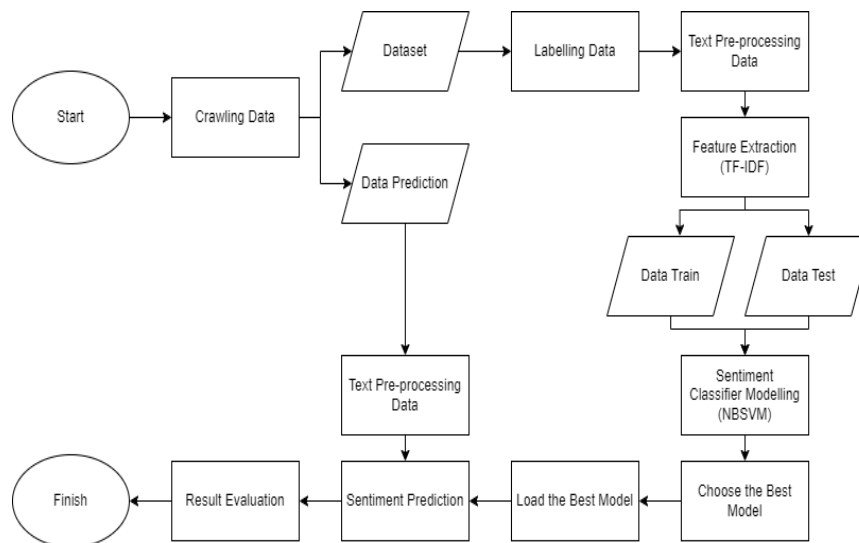 Start
Crawling Data
Dataset
Labelling Data
Text Pre-processing
Data
Feature Extraction
(TF-IDF)
Data Prediction
Data Train
Data Test
Text Pre-processing
Data
Sentiment
Classifier Modelling
(NBSVM)
Finish
Result Evaluation
Sentiment Prediction
Load the Best Model
Choose the Best
Model